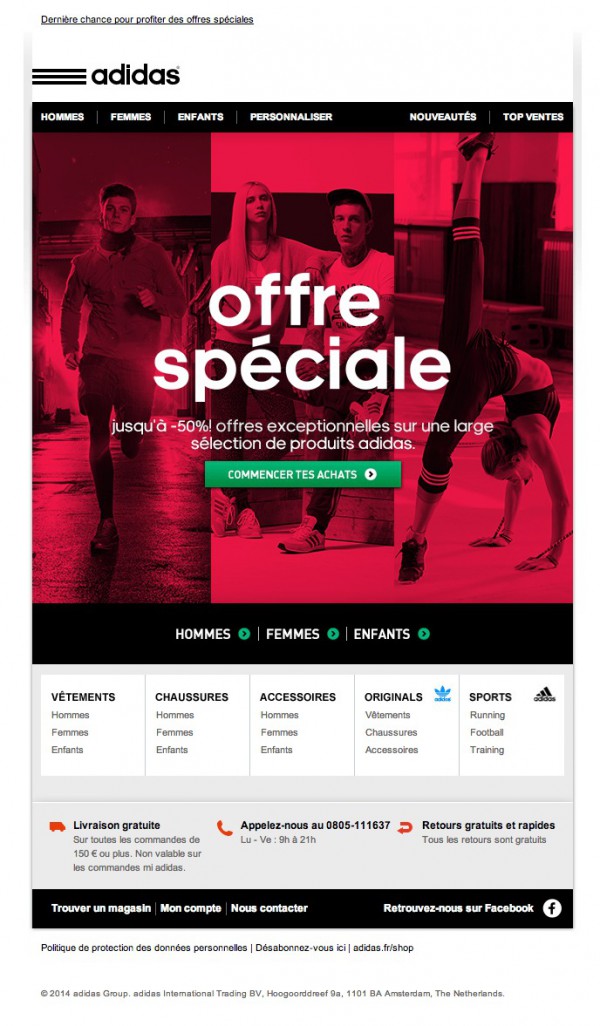 Dernière chance pour profiter des offres spéciales
adidas
HOMMES | FEMMES | ENFANTS | PERSONNALISER NOUVEAUTÉS | TOP VENTES
offre
spéciale
jusqu'à -50%! offres exceptionnelles sur une large
sélection de produits adidas.
COMMENCER TES ACHATS
HOMMES | FEMMES | ENFANTS
VÊTEMENTS
Hommes
Femmes
Enfants
CHAUSSURES
Hommes
Femmes
Enfants
ACCESSOIRES
Hommes
Femmes
Enfants
ORIGINALS
adidas
Vêtements
Chaussures
Accessoires
SPORTS
adidas
Running
Football
Training
Livraison gratuite
Sur toutes les commandes de
150 € ou plus. Non valable sur
les commandes mi adidas.
Appelez-nous au 0805-111637
Lu - Ve : 9h à 21h
Retours gratuits et rapides
Tous les retours sont gratuits
Trouver un magasin | Mon compte | Nous contacter Retrouvez-nous sur Facebook
Politique de protection des données personnelles | Désabonnez-vous ici | adidas.fr/shop
© 2014 adidas Group. adidas International Trading BV, Hoogoorddreef 9a, 1101 BA Amsterdam, The Netherlands.